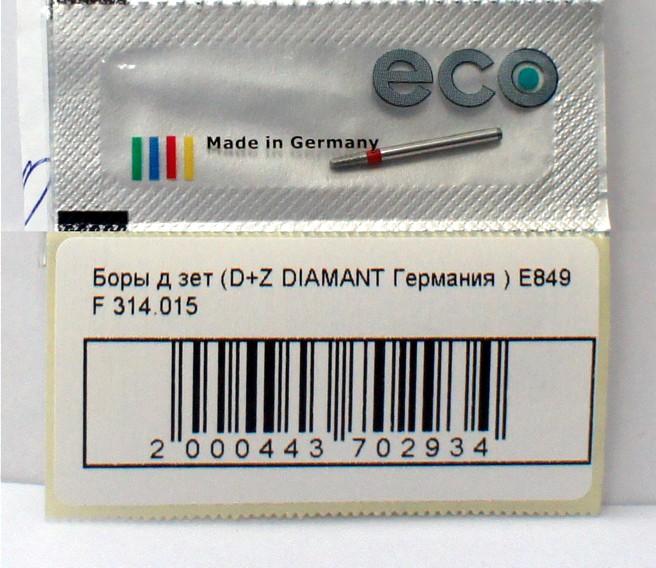 eco
Made in Germany
Боры д зет (D+Z DIAMANT Германия ) E849
F 314.015
2 000443 702934